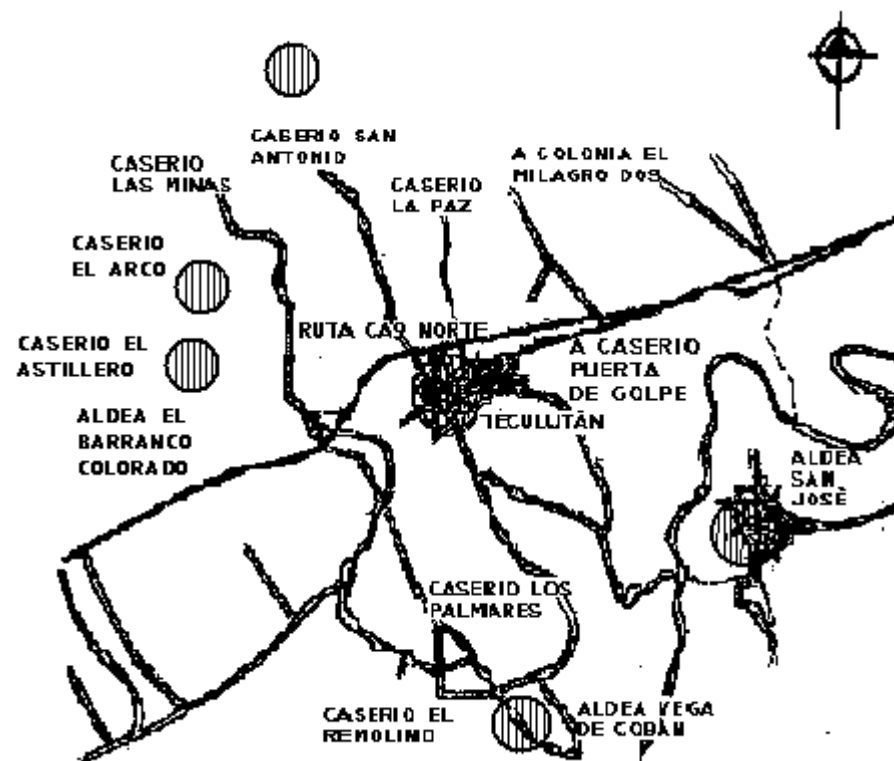 CASERIO SAN
ANTONIO
CASERIO
LAS MINAS
A COLONIA EL
MILAGRO DOS
CASERIO
LA PAZ
CASERIO
EL ARCO
RUTA CA9 NORTE
CASERIO EL
ASTILLERO
A CASERIO
PUERTA
DE GOLPE
ALDEA EL
BARRANCO
COLORADO
TECULUTÁN
ALDEA
SAN
JOSÈ
CASERIO LOS
PALMARES
CASERIO EL
REMOLINO
ALDEA VEGA
DE COBÀN